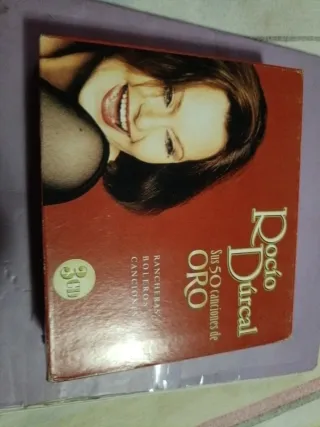 Rocío
Dúrcal
Sus 50 canciones de
ORO
RANCHERAS
BOLEROS
CANCIONES
3CD